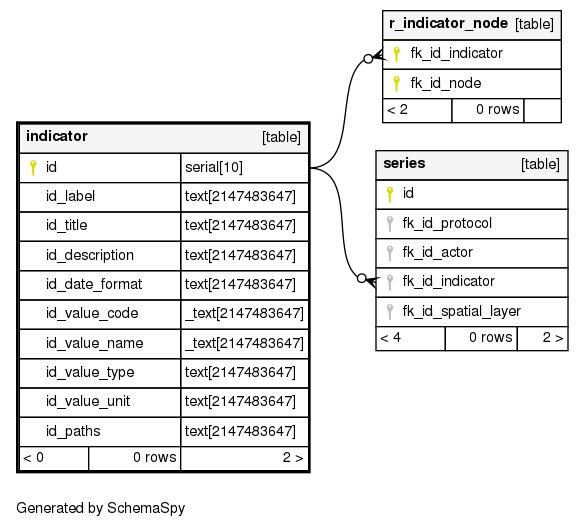 r_indicator_node [table]
fk_id_indicator
fk_id_node
< 2 0 rows
indicator [table]
id serial[10]
id_label text[2147483647]
id_title text[2147483647]
id_description text[2147483647]
id_date_format text[2147483647]
id_value_code _text[2147483647]
id_value_name _text[2147483647]
id_value_type text[2147483647]
id_value_unit text[2147483647]
id_paths text[2147483647]
< 0 0 rows 2 >
series [table]
id
fk_id_protocol
fk_id_actor
fk_id_indicator
fk_id_spatial_layer
< 4 0 rows 2 >
Generated by SchemaSpy